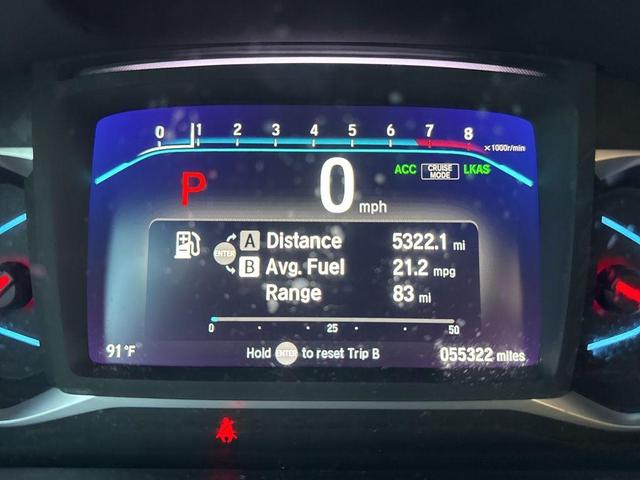 0 1 2 3 4 5 6 7 8
×1000r/min
P 0 mph
ACC CRUISE MODE LKAS
A Distance 5322.1 mi
ENTER
B Avg. Fuel 21.2 mpg
Range 83 mi
0 25 50
91°F Hold ENTER to reset Trip B 055322 miles